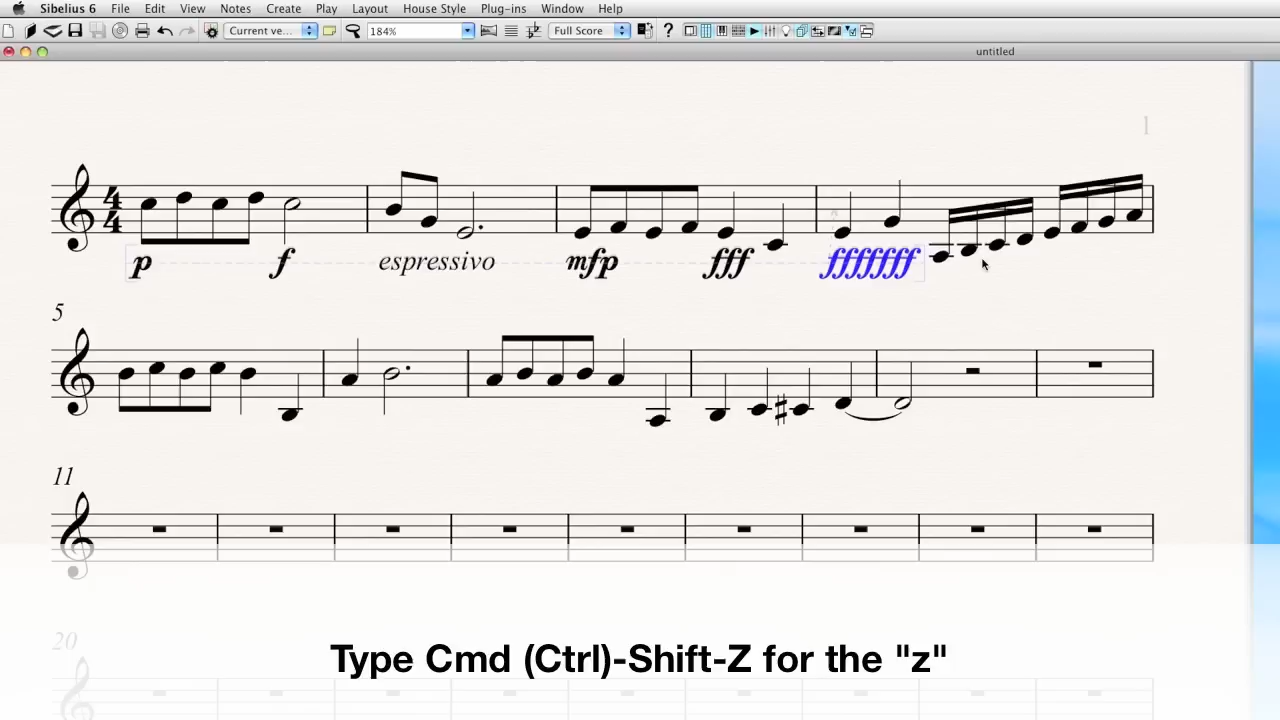 Sibelius 6 File Edit View Notes Create Play Layout House Style Plug-ins Window Help
Current ve... 184% Full Score ?
untitled
1
4
4
p f espressivo mfp fff ffffffff
5
11
20
Type Cmd (Ctrl)-Shift-Z for the "z"